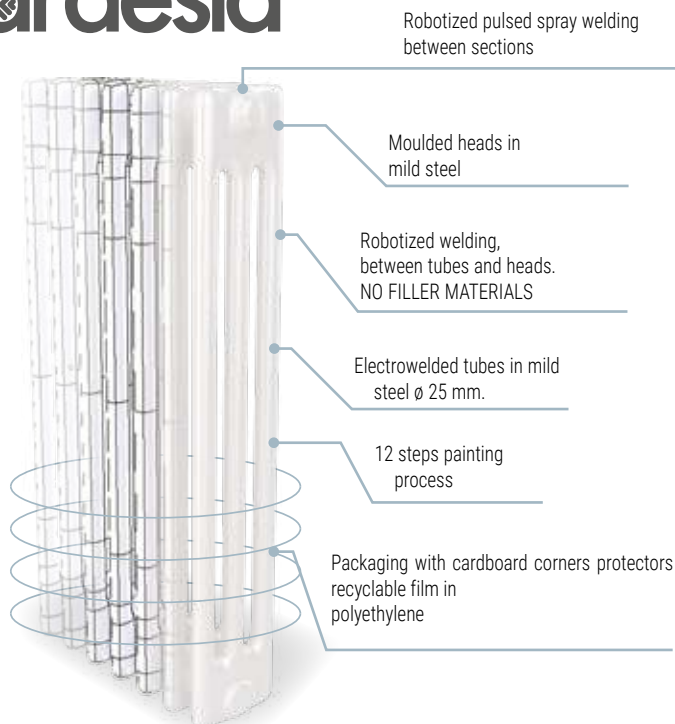 ardesia
Robotized pulsed spray welding
between sections
Moulded heads in
mild steel
Robotized welding,
between tubes and heads.
NO FILLER MATERIALS
Electrowelded tubes in mild
steel ø 25 mm.
12 steps painting
process
Packaging with cardboard corners protectors
recyclable film in
polyethylene